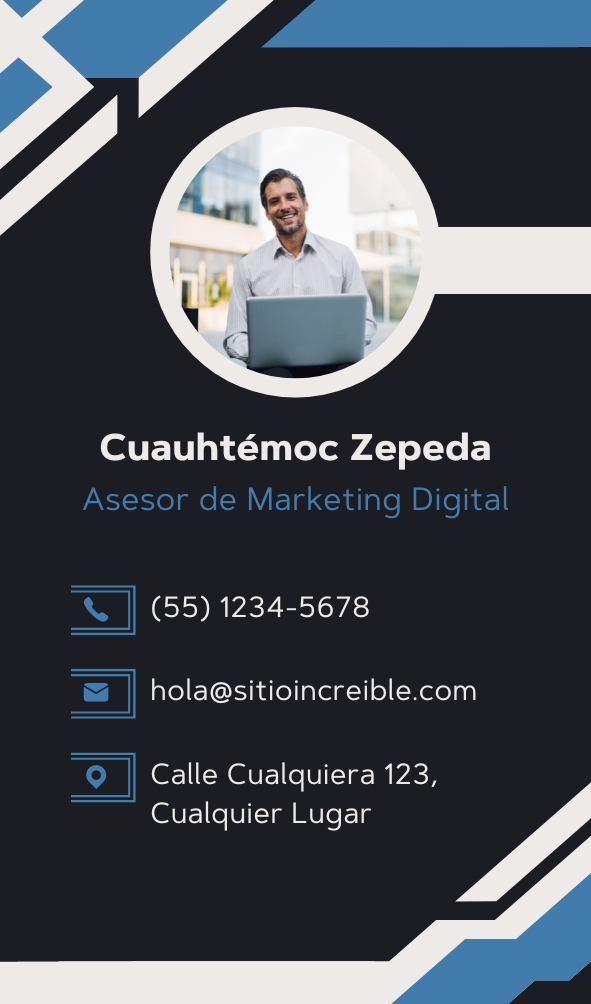 Cuauhtémoc Zepeda
Asesor de Marketing Digital
(55) 1234-5678
hola@sitioincreible.com
Calle Cualquiera 123,
Cualquier Lugar